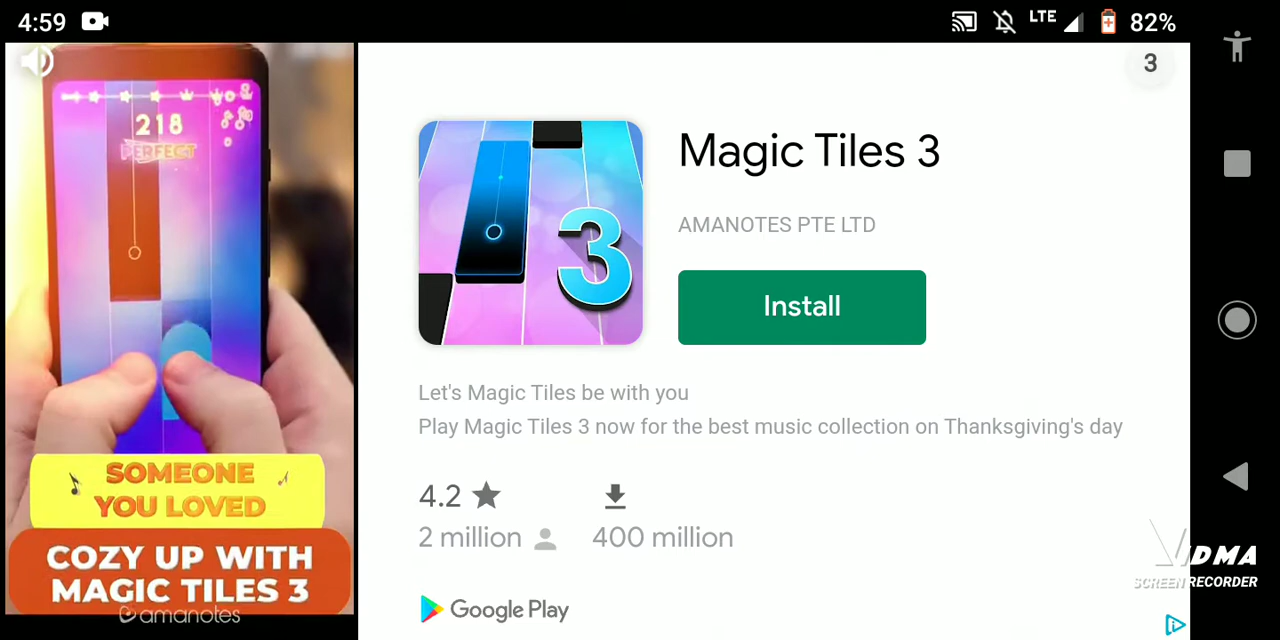 4:59
LTE
82%
3
218
PERFECT
SOMEONE
YOU LOVED
COZY UP WITH
MAGIC TILES 3
amanotes
3
Magic Tiles 3
AMANOTES PTE LTD
Install
Let's Magic Tiles be with you
Play Magic Tiles 3 now for the best music collection on Thanksgiving's day
4.2
2 million
400 million
Google Play
VIDMA
SCREEN RECORDER